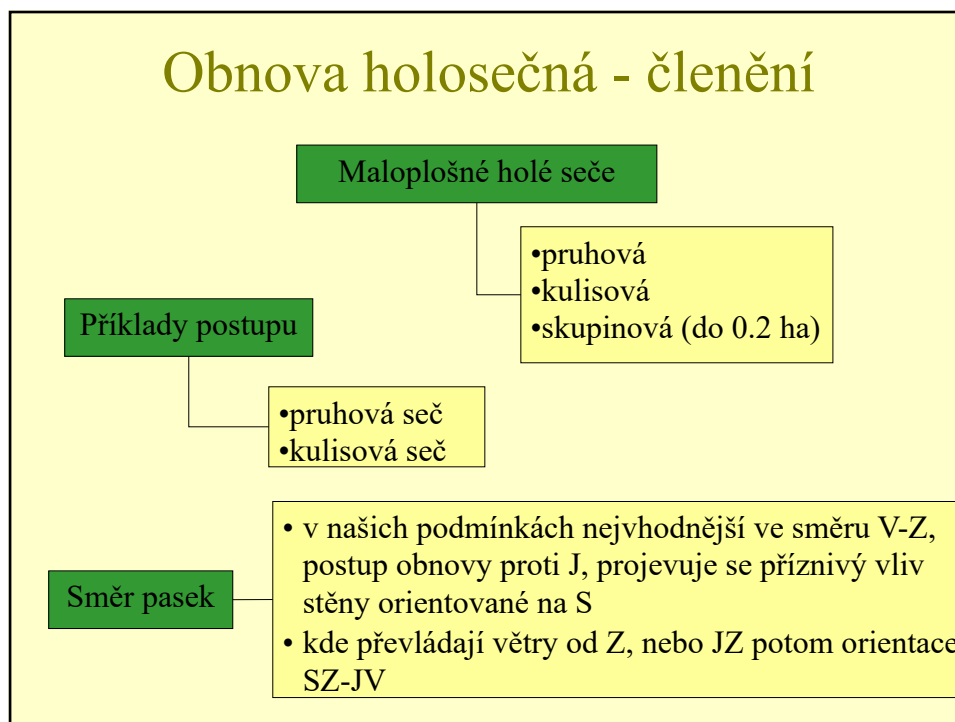 Obnova holosečná - členění
Maloplošné holé seče
•pruhová
•kulisová
•skupinová (do 0.2 ha)
Příklady postupu
•pruhová seč
•kulisová seč
Směr pasek
• v našich podmínkách nejvhodnější ve směru V-Z,
postup obnovy proti J, projevuje se příznivý vliv
stěny orientované na S
• kde převládají větry od Z, nebo JZ potom orientace
SZ-JV